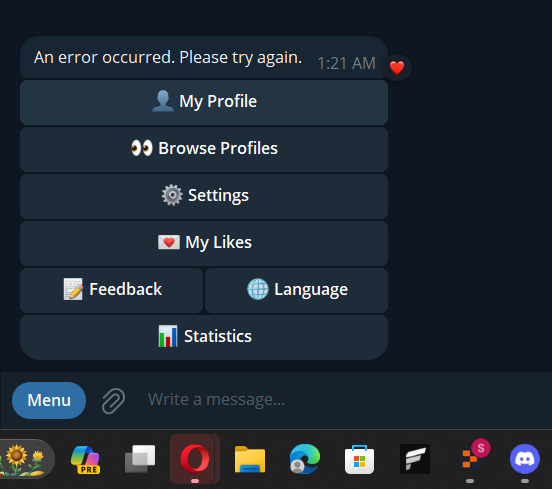 An error occurred. Please try again. 1:21 AM
My Profile
Browse Profiles
Settings
My Likes
Feedback Language
Statistics
Menu Write a message...
PRE S